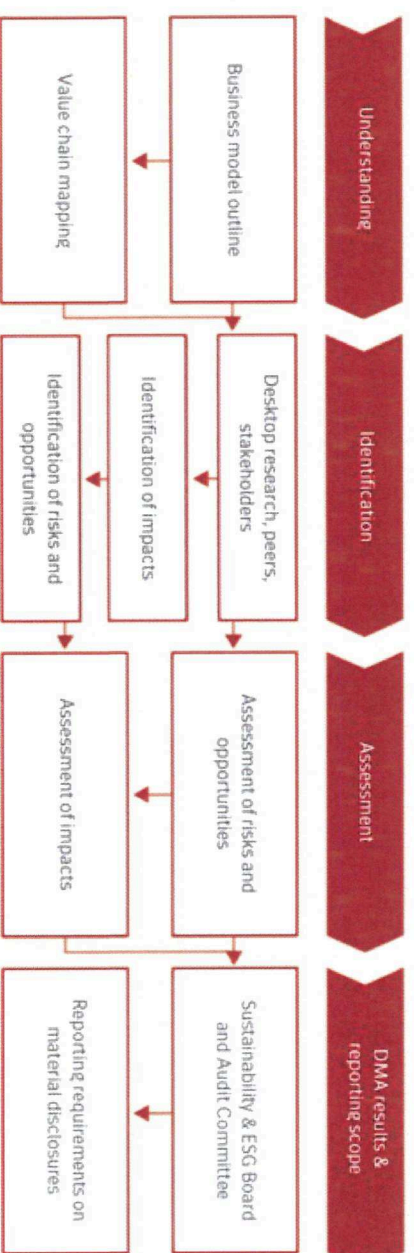 Understanding
Business model outline
Value chain mapping
Identification
Desktop research, peers,
stakeholders
Identification of impacts
Identification of risks and
opportunities
Assessment
Assessment of risks and
opportunities
Assessment of impacts
DMA results &
reporting scope
Sustainability & ESG Board
and Audit Committee
Reporting requirements on
material disclosures